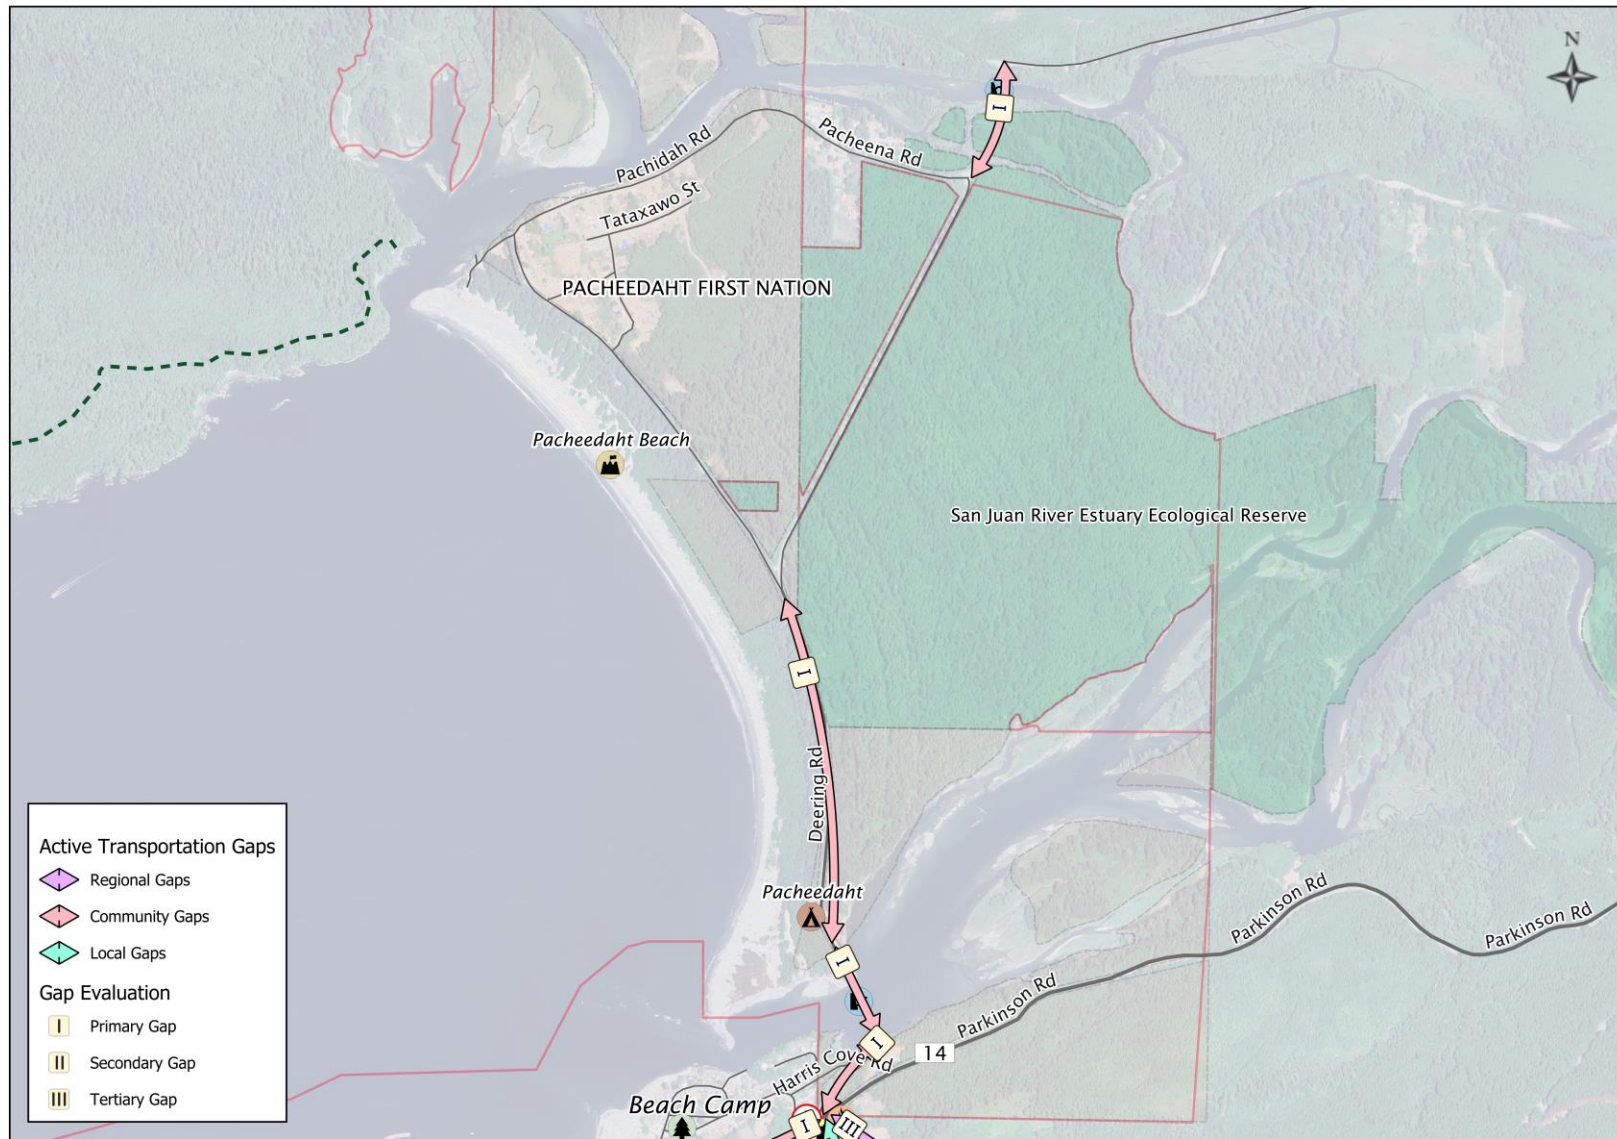 N
I
Pacheena Rd
Pachidah Rd
Tataxawo St
PACHEEDAHT FIRST NATION
Pacheedaht Beach
San Juan River Estuary Ecological Reserve
I
Deering Rd
Pacheedaht
I
Parkinson Rd
Parkinson Rd
Parkinson Rd
I
14
Harris Cove Rd
Beach Camp
I
III
Active Transportation Gaps
Regional Gaps
Community Gaps
Local Gaps
Gap Evaluation
I Primary Gap
II Secondary Gap
III Tertiary Gap